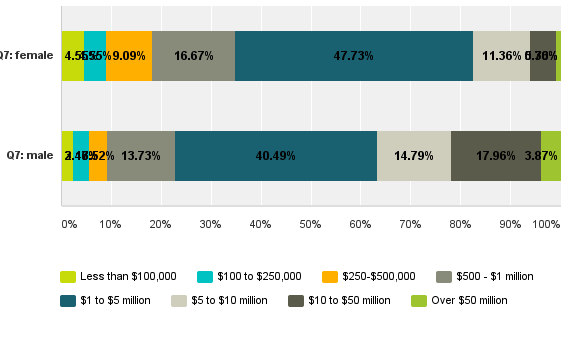 Q7: female
9.09% 16.67% 47.73% 11.36%
Q7: male
13.73% 40.49% 14.79% 17.96% 3.87%
0% 10% 20% 30% 40% 50% 60% 70% 80% 90% 100%
Less than $100,000 $100 to $250,000 $250-$500,000 $500 - $1 million
$1 to $5 million $5 to $10 million $10 to $50 million Over $50 million